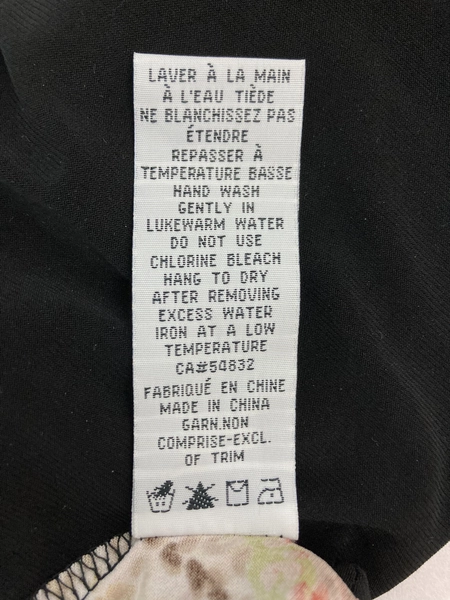 LAVER À LA MAIN
À L'EAU TIÈDE
NE BLANCHISSEZ PAS
ÉTENDRE
REPASSER À
TEMPERATURE BASSE
HAND WASH
GENTLY IN
LUKEWARM WATER
DO NOT USE
CHLORINE BLEACH
HANG TO DRY
AFTER REMOVING
EXCESS WATER
IRON AT A LOW
TEMPERATURE
CA#54832
FABRIQUÉ EN CHINE
MADE IN CHINA
GARN.NON
COMPRISE-EXCL.
OF TRIM